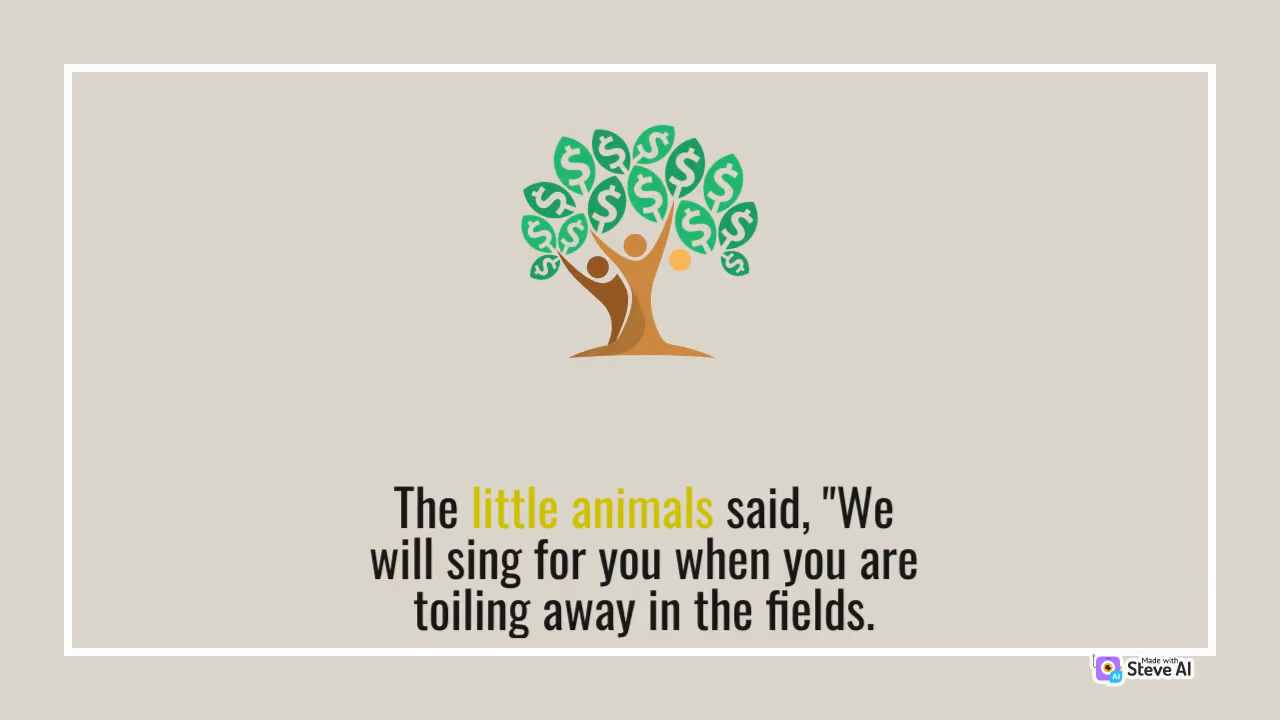 The little animals said, "We
will sing for you when you are
toiling away in the fields.
Made with
Steve AI
AI